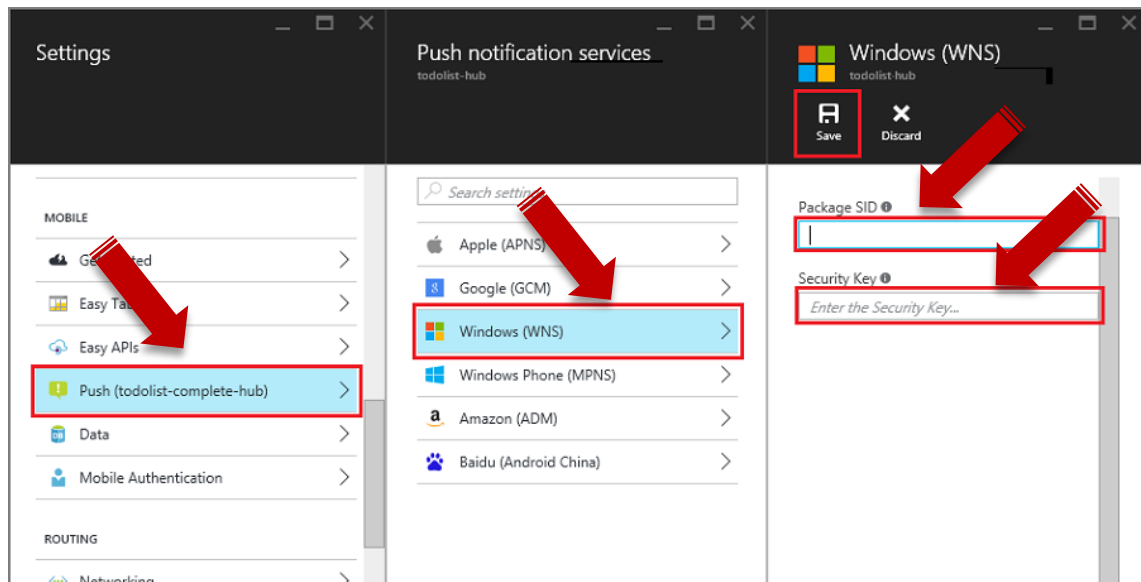 Settings
MOBILE
Easy
Easy APIs
Push (todolist-complete-hub)
Data
Mobile Authentication
ROUTING
Networking
Push notification services
todolist-hub
Search
Apple (APNS)
Google (GCM)
Windows (WNS)
Windows Phone (MPNS)
Amazon (ADM)
Baidu (Android China)
Windows (WNS)
todolist-hub
Save
Discard
Package SID
Security Key
Enter the Security Key...